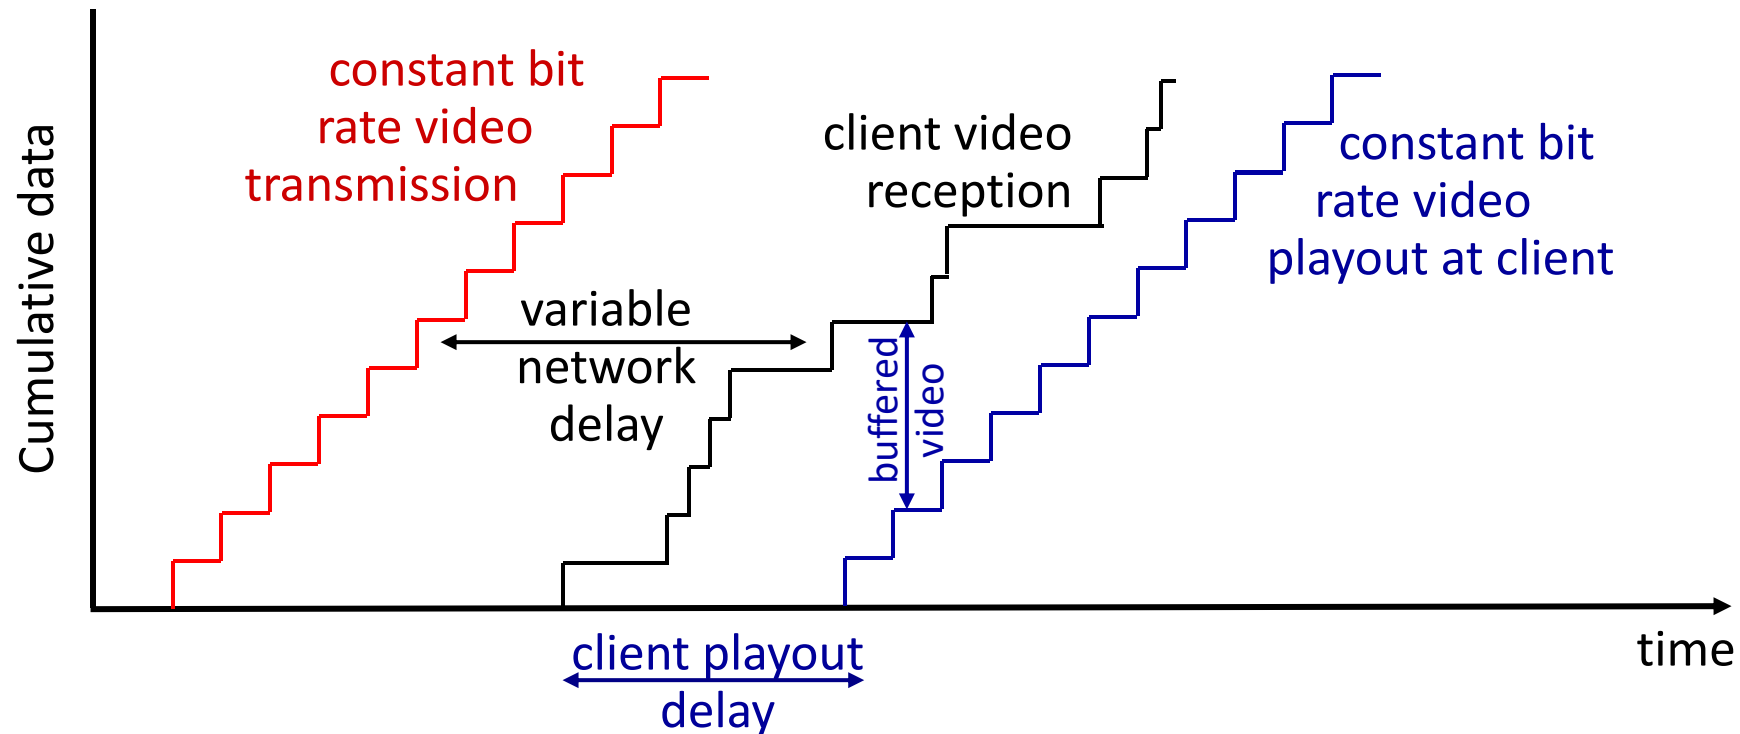 Cumulative data
constant bit
rate video
transmission
variable
network
delay
client video
reception
buffered
video
constant bit
rate video
playout at client
client playout
delay
time